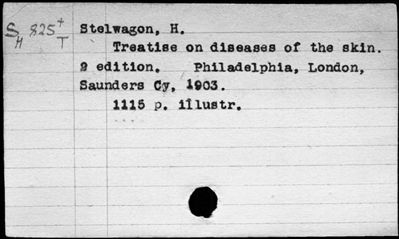 S 825+ Stelwagon, H.
H T Treatise on diseases of the skin.
2 edition. Philadelphia, London,
Saunders Cy, 1903.
1115 p. illustr.